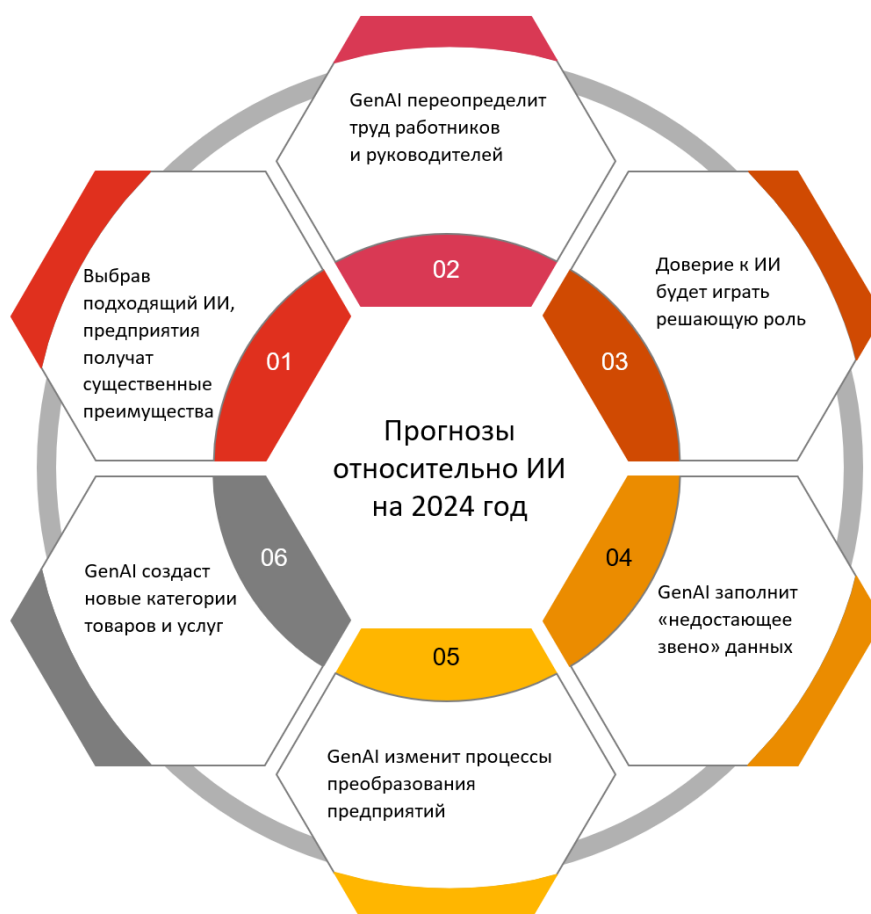 Прогнозы
относительно ИИ
на 2024 год
01
Выбрав
подходящий ИИ,
предприятия
получат
существенные
преимущества
02
GenAI переопределит
труд работников
и руководителей
03
Доверие к ИИ
будет играть
решающую роль
04
GenAI заполнит
«недостающее
звено» данных
05
GenAI изменит процессы
преобразования
предприятий
06
GenAI создаст
новые категории
товаров и услуг